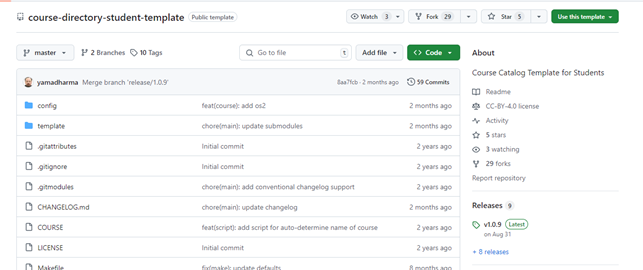 course-directory-student-template Public template
Watch 3 Fork 29 Star 5 Use this template
master 2 Branches 10 Tags Go to file t Add file Code
yamadharma Merge branch 'release/1.0.9' 8aa7fcb · 2 months ago 59 Commits
config feat(course): add os2 2 months ago
template chore(main): update submodules 2 months ago
.gitattributes Initial commit 2 years ago
.gitignore Initial commit 2 years ago
.gitmodules chore(main): add conventional changelog support 2 years ago
CHANGELOG.md chore(main): update changelog 2 months ago
COURSE feat(script): add script for auto-determine name of course 2 years ago
LICENSE Initial commit 2 years ago
Makefile fix(make): update defaults 8 months ago
About
Course Catalog Template for Students
Readme
CC-BY-4.0 license
Activity
5 stars
3 watching
29 forks
Report repository
Releases 9
v1.0.9 Latest
on Aug 31
+ 8 releases